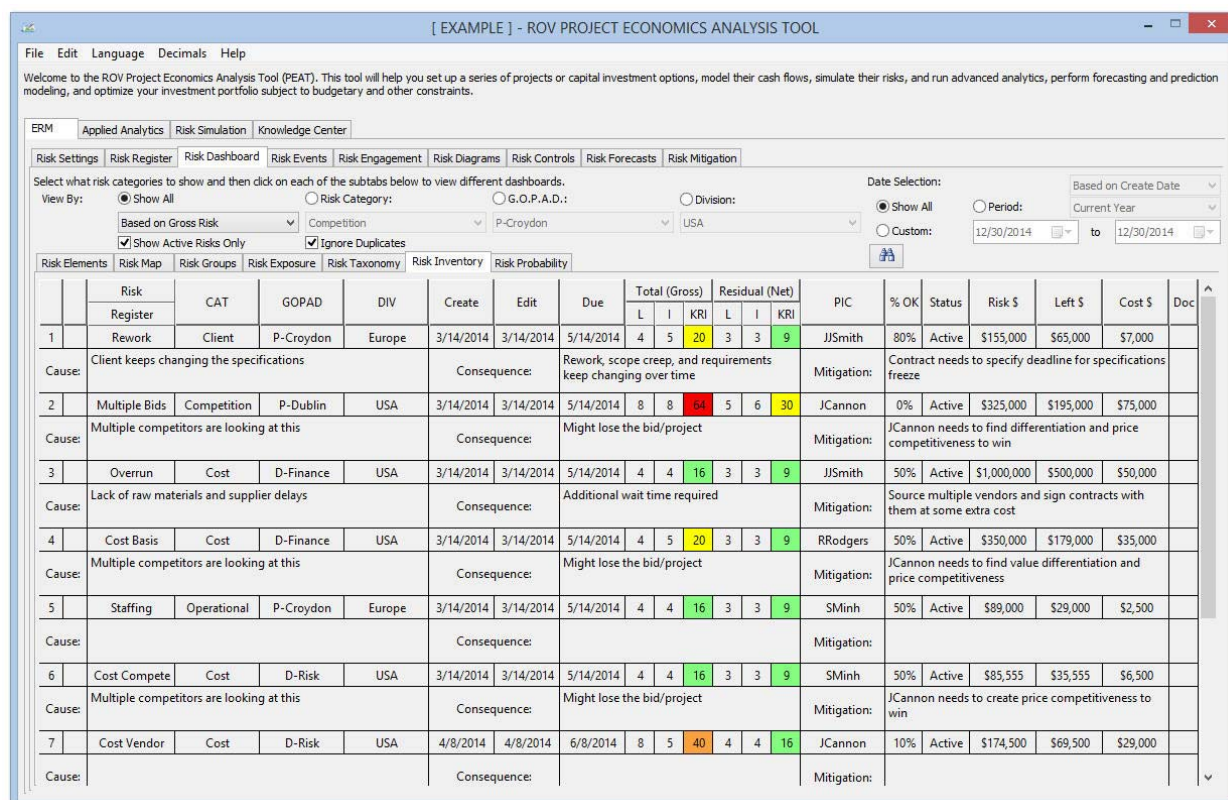 [ EXAMPLE ] - ROV PROJECT ECONOMICS ANALYSIS TOOL
File Edit Language Decimals Help
Welcome to the ROV Project Economics Analysis Tool (PEAT). This tool will help you set up a series of projects or capital investment options, model their cash flows, simulate their risks, and run advanced analytics, perform forecasting and prediction
modeling, and optimize your investment portfolio subject to budgetary and other constraints.
ERM Applied Analytics Risk Simulation Knowledge Center
Risk Settings Risk Register Risk Dashboard Risk Events Risk Engagement Risk Diagrams Risk Controls Risk Forecasts Risk Mitigation
Select what risk categories to show and then click on each of the subtabs below to view different dashboards. Date Selection: Based on Create Date
View By: Show All Risk Category: G.O.P.A.D.: Division: Show All Period: Current Year
Based on Gross Risk Competition P-Croydon USA Custom: 12/30/2014 to 12/30/2014
Show Active Risks Only Ignore Duplicates
Risk Elements Risk Map Risk Groups Risk Exposure Risk Taxonomy Risk Inventory Risk Probability
Risk Register CAT GOPAD DIV Create Edit Due Total (Gross) Residual (Net) PIC % OK Status Risk $ Left $ Cost $ Doc
L I KRI L I KRI
1 Rework Client P-Croydon Europe 3/14/2014 3/14/2014 5/14/2014 4 5 20 3 3 9 JJSmith 80% Active $155,000 $65,000 $7,000
Cause: Client keeps changing the specifications Consequence: Rework, scope creep, and requirements Mitigation: Contract needs to specify deadline for specifications
keep changing over time freeze
2 Multiple Bids Competition P-Dublin USA 3/14/2014 3/14/2014 5/14/2014 8 8 64 5 6 30 JCannon 0% Active $325,000 $195,000 $75,000
Cause: Multiple competitors are looking at this Consequence: Might lose the bid/project Mitigation: JCannon needs to find differentiation and price
competitiveness to win
3 Overrun Cost D-Finance USA 3/14/2014 3/14/2014 5/14/2014 4 4 16 3 3 9 JJSmith 50% Active $1,000,000 $500,000 $50,000
Cause: Lack of raw materials and supplier delays Consequence: Additional wait time required Mitigation: Source multiple vendors and sign contracts with
them at some extra cost
4 Cost Basis Cost D-Finance USA 3/14/2014 3/14/2014 5/14/2014 4 5 20 3 3 9 RRodgers 50% Active $350,000 $179,000 $35,000
Cause: Multiple competitors are looking at this Consequence: Might lose the bid/project Mitigation: JCannon needs to find value differentiation and
price competitiveness
5 Staffing Operational P-Croydon Europe 3/14/2014 3/14/2014 5/14/2014 4 4 16 3 3 9 SMinh 50% Active $89,000 $29,000 $2,500
Cause: Consequence: Mitigation:
6 Cost Compete Cost D-Risk USA 3/14/2014 3/14/2014 5/14/2014 4 4 16 3 3 9 SMinh 50% Active $85,555 $35,555 $6,500
Cause: Multiple competitors are looking at this Consequence: Might lose the bid/project Mitigation: JCannon needs to create price competitiveness to
win
7 Cost Vendor Cost D-Risk USA 4/8/2014 4/8/2014 6/8/2014 8 5 40 4 4 16 JCannon 10% Active $174,500 $69,500 $29,000
Cause: Consequence: Mitigation: